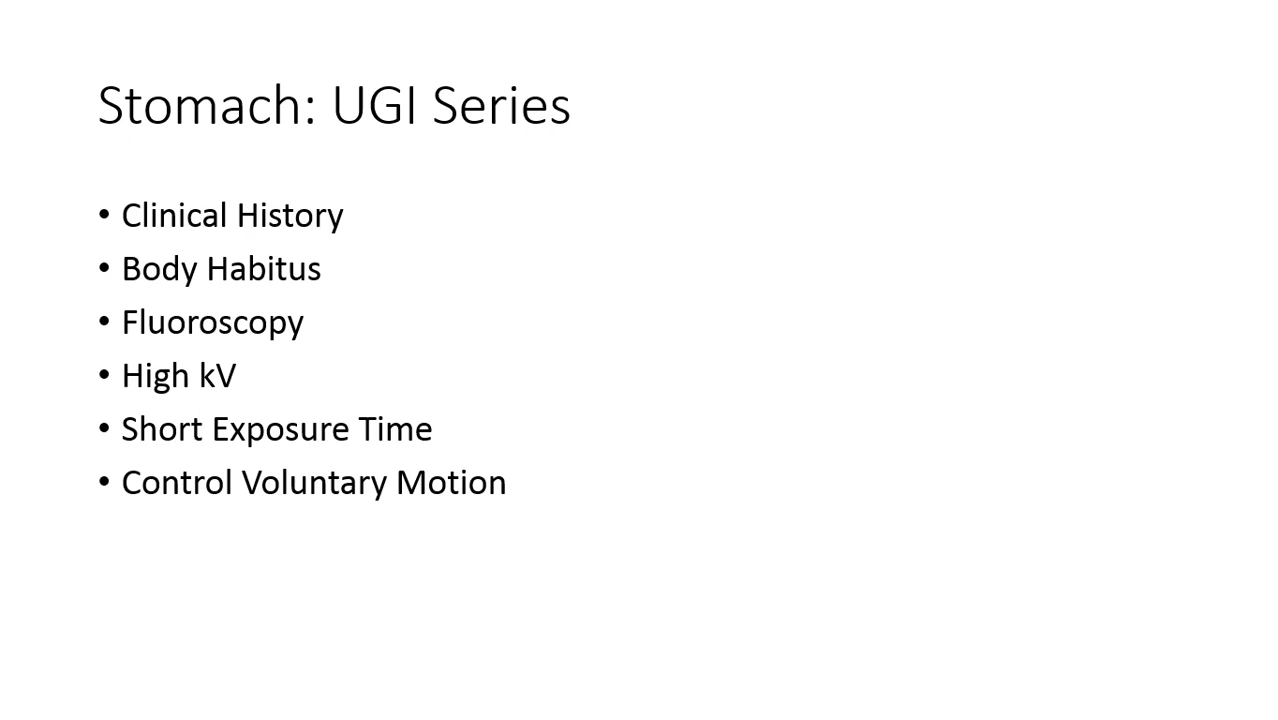 Stomach: UGI Series
• Clinical History
• Body Habitus
• Fluoroscopy
• High kV
• Short Exposure Time
• Control Voluntary Motion